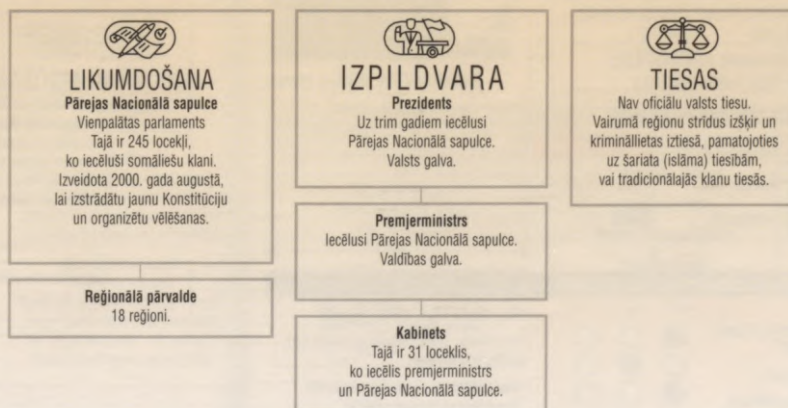 LIKUMDOŠANA
Pārejas Nacionālā sapulce
Vienpalātas parlaments
Tajā ir 245 locekļi,
ko iecēluši somāliešu klani.
Izveidota 2000. gada augustā,
lai izstrādātu jaunu Konstitūciju
un organizētu vēlēšanas.
Reģionālā pārvalde
18 reģioni.
IZPILDVARA
Prezidents
Uz trim gadiem iecēlusi
Pārejas Nacionālā sapulce.
Valsts galva.
Premjerministrs
Iecēlusi Pārejas Nacionālā sapulce.
Valdības galva.
Kabinets
Tajā ir 31 loceklis,
ko iecēlis premjerministrs
un Pārejas Nacionālā sapulce.
TIESAS
Nav oficiālu valsts tiesu.
Vairumā reģionu strīdus izšķir un
krimināllietas iztiesā, pamatojoties
uz šariata (islāma) tiesībām,
vai tradicionālajās klanu tiesās.